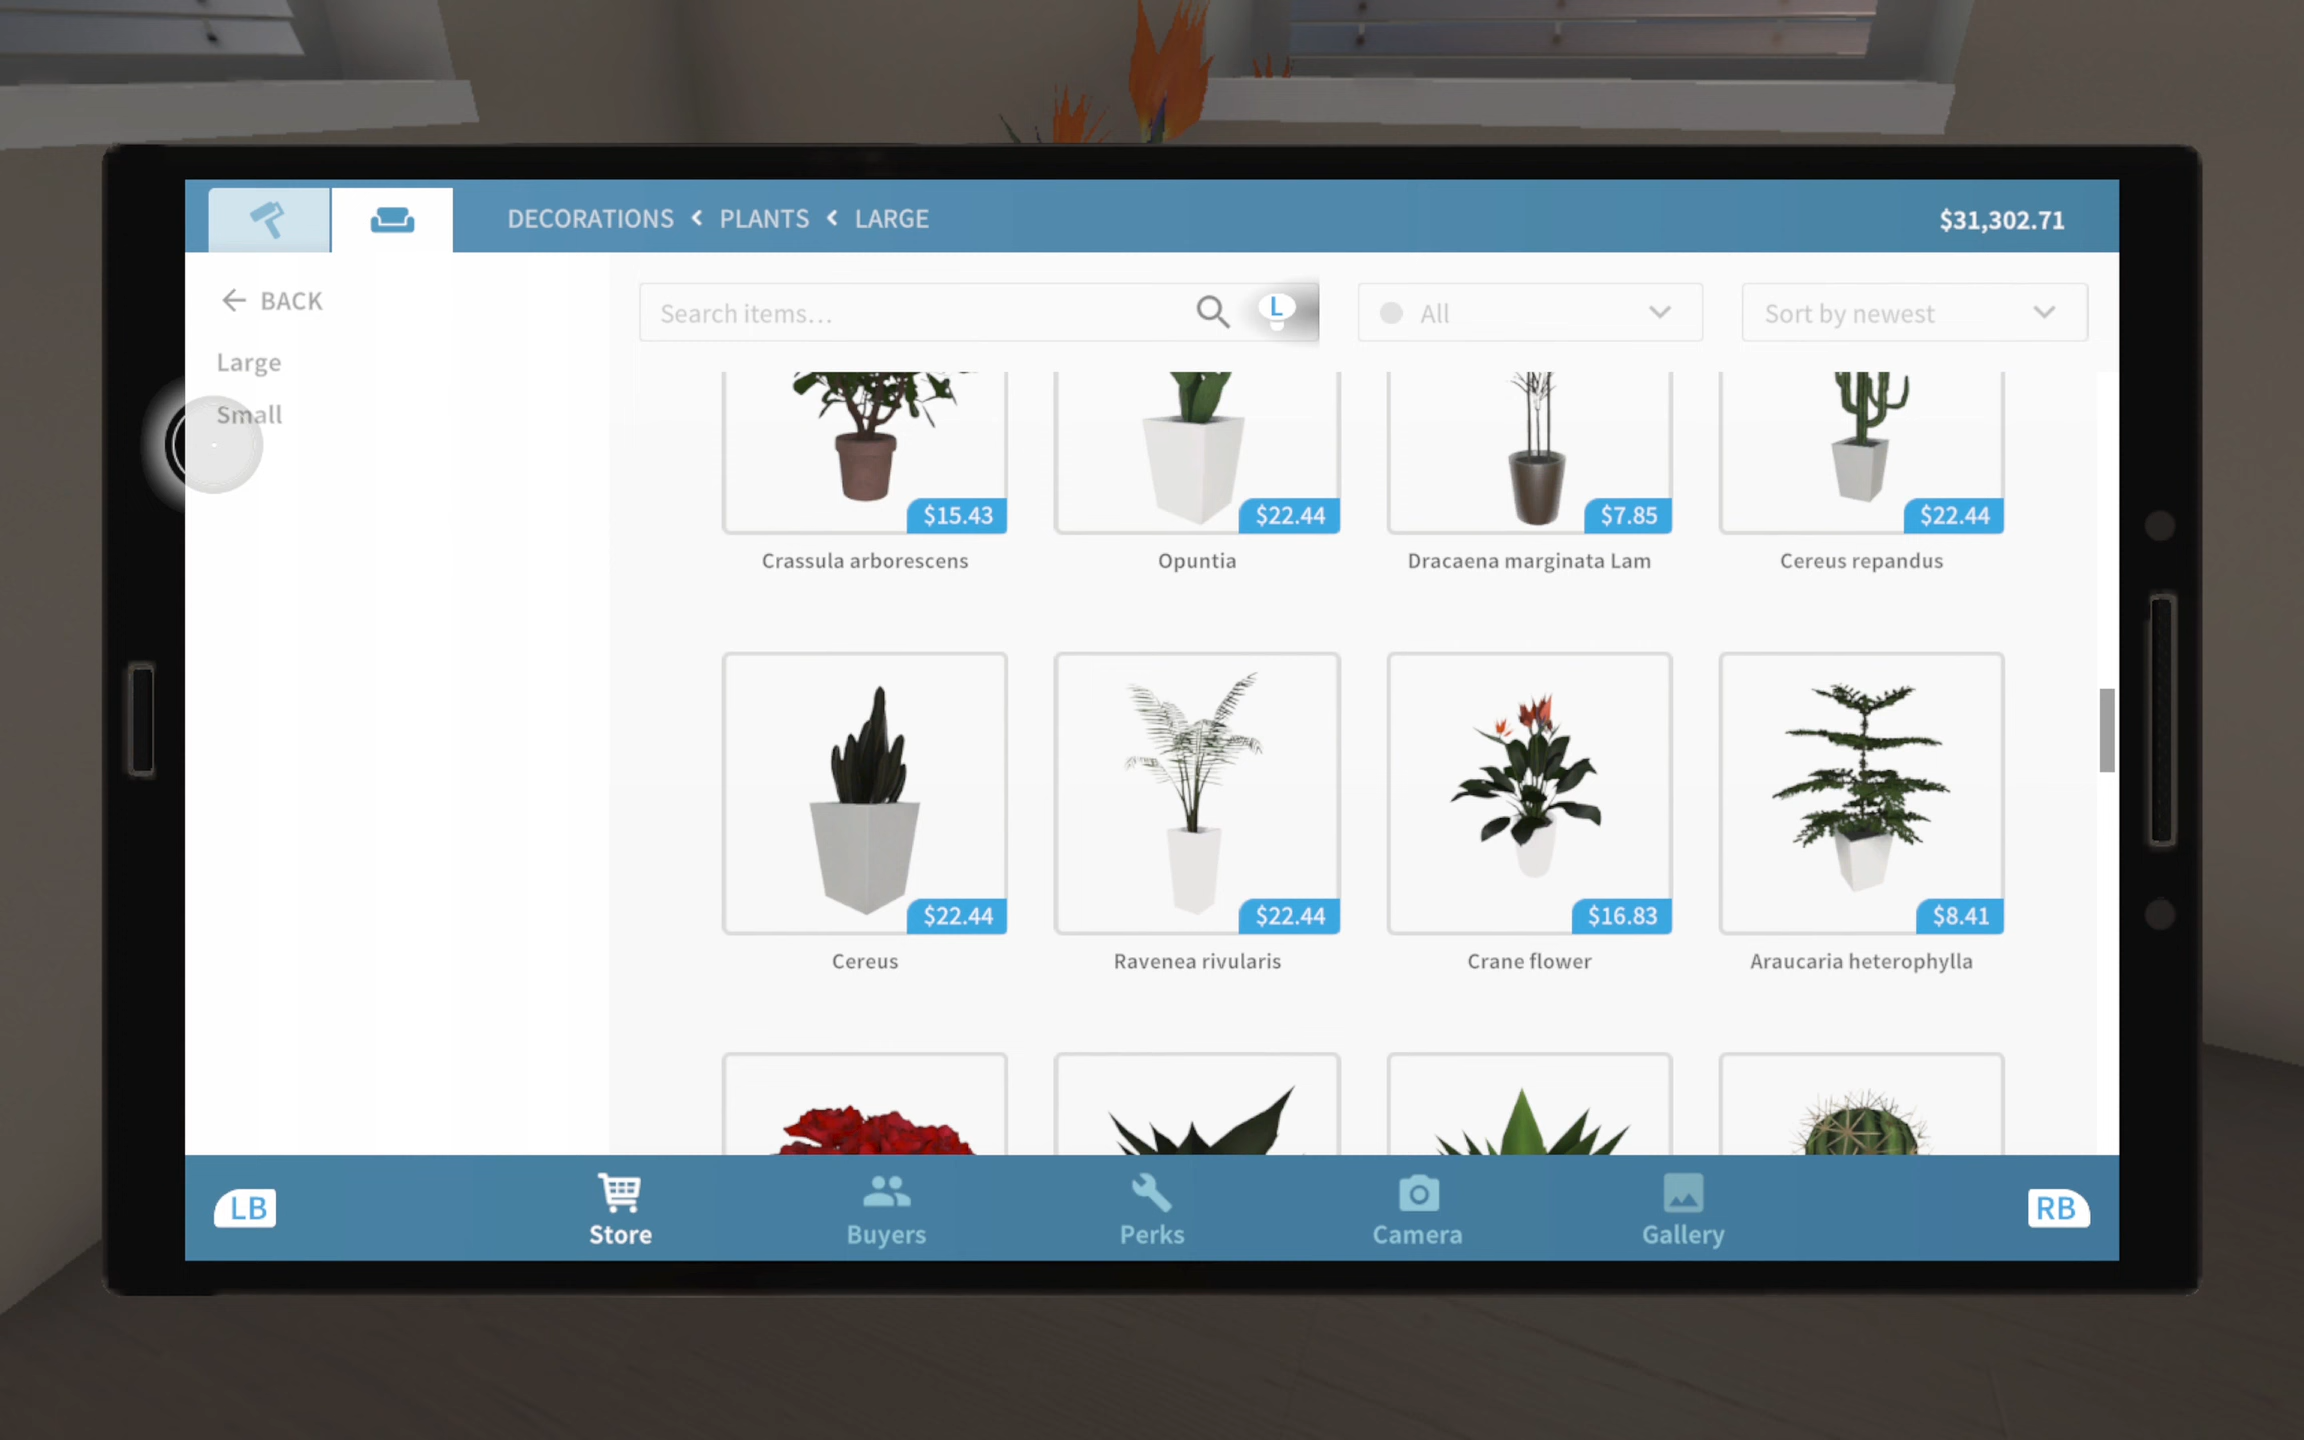 DECORATIONS < PLANTS < LARGE
$31,302.71
BACK
Large
Small
Search items...
L
All
Sort by newest
$15.43
$22.44
$7.85
$22.44
Crassula arborescens
Opuntia
Dracaena marginata Lam
Cereus repandus
$22.44
$22.44
$16.83
$8.41
Cereus
Ravenea rivularis
Crane flower
Araucaria heterophylla
LB
Store
Buyers
Perks
Camera
Gallery
RB